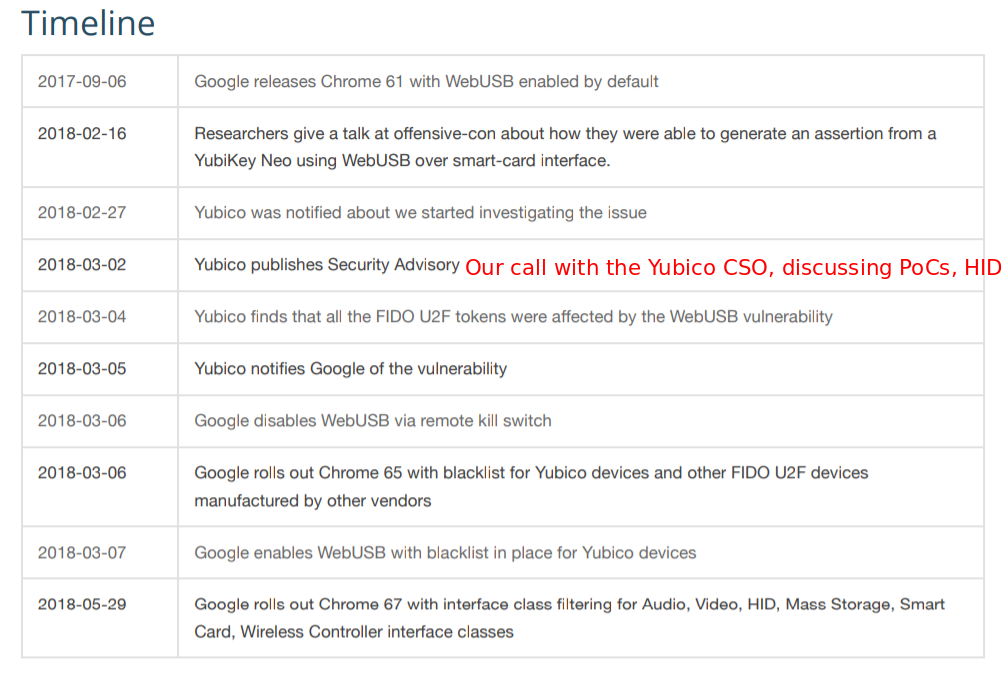 Timeline
2017-09-06 Google releases Chrome 61 with WebUSB enabled by default
2018-02-16 Researchers give a talk at offensive-con about how they were able to generate an assertion from a
YubiKey Neo using WebUSB over smart-card interface.
2018-02-27 Yubico was notified about we started investigating the issue
2018-03-02 Yubico publishes Security Advisory Our call with the Yubico CSO, discussing PoCs, HID
2018-03-04 Yubico finds that all the FIDO U2F tokens were affected by the WebUSB vulnerability
2018-03-05 Yubico notifies Google of the vulnerability
2018-03-06 Google disables WebUSB via remote kill switch
2018-03-06 Google rolls out Chrome 65 with blacklist for Yubico devices and other FIDO U2F devices
manufactured by other vendors
2018-03-07 Google enables WebUSB with blacklist in place for Yubico devices
2018-05-29 Google rolls out Chrome 67 with interface class filtering for Audio, Video, HID, Mass Storage, Smart
Card, Wireless Controller interface classes